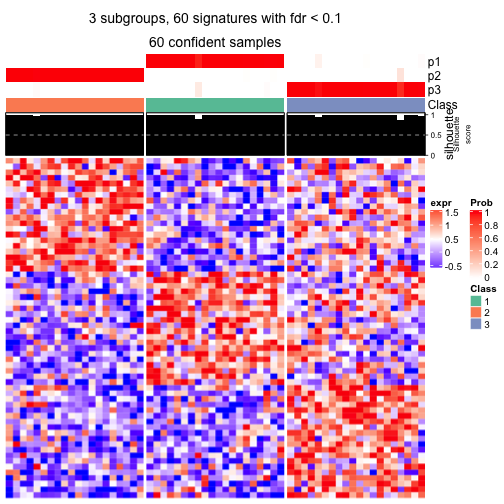 3 subgroups, 60 signatures with fdr < 0.1
60 confident samples
p1
p2
p3
Class
silhouette
Silhouette
score
1
0.5
0
expr
1.5
1
0.5
0
-0.5
Prob
1
0.8
0.6
0.4
0.2
0
Class
1
2
3